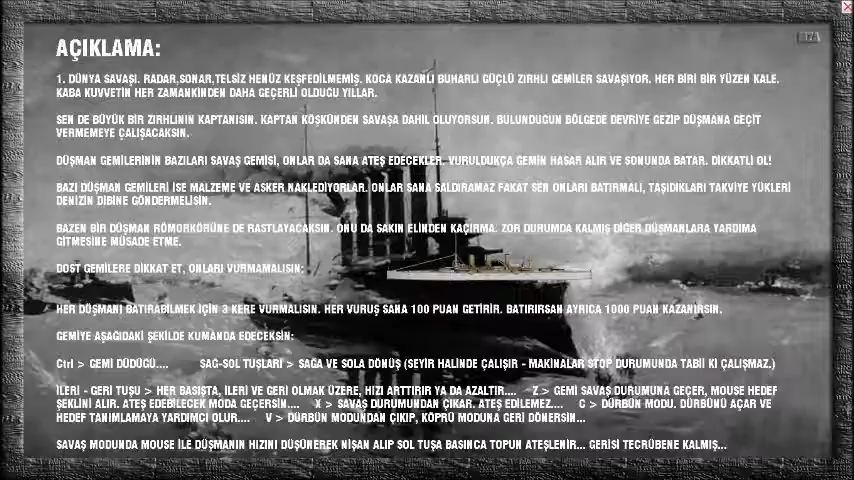 AÇIKLAMA:
1. DÜNYA SAVAŞI. RADAR,SONAR,TELSİZ HENÜZ KEŞFEDİLMEMİŞ. KOCA KAZANLI BUHARLI GÜÇLÜ ZIRHLI GEMİLER SAVAŞIYOR. HER BİRİ BİR YÜZEN KALE.
KABA KUVVETİN HER ZAMANKİNDEN DAHA GEÇERLİ OLDUĞU YILLAR.
SEN DE BÜYÜK BİR ZIRHLININ KAPTANISIN. KAPTAN KÖŞKÜNDEN SAVAŞA DAHIL OLUYORSUN. BULUNDUĞUN BÖLGEDE DEVRİYE GEZİP DÜŞMANA GEÇİT
VERMEMEYE ÇALIŞACAKSIN.
DÜŞMAN GEMİLERİNİN BAZILARI SAVAŞ GEMİSİ, ONLAR DA SANA ATEŞ EDECEKLER. VURULDUKÇA GEMİN HASAR ALIR VE SONUNDA BATAR. DİKKATLİ OL!
BAZI DÜŞMAN GEMİLERİ İSE MALZEME VE ASKER NAKLEDİYORLAR. ONLAR SANA SALDIRAMAZ FAKAT SEN ONLARI BATIRMALI, TAŞIDIKLARI TAKVİYE YÜKLERİ
DENİZİN DİBİNE GÖNDERMELİSİN.
BAZEN BİR DÜŞMAN RÖMORKÖRÜNE DE RASTLAYACAKSIN. ONU DA SAKIN ELİNDEN KAÇIRMA. ZOR DURUMDA KALMIŞ DİĞER DÜŞMANLARA YARDIMA
GİTMESİNE MÜSADE ETME.
DOST GEMİLERE DİKKAT ET, ONLARI VURMAMALISIN:
HER DÜŞMANI BATIRABİLMEK İÇİN 3 KERE VURMALISIN. HER VURUŞ SANA 100 PUAN GETİRİR. BATIRIRSAN AYRICA 1000 PUAN KAZANIRSIN.
GEMİYE AŞAĞIDAKİ ŞEKİLDE KUMANDA EDECEKSİN:
Ctrl > GEMİ DÜDÜĞÜ.... SAĞ-SOL TUŞLARI > SAĞA VE SOLA DÖNÜŞ (SEYİR HALİNDE ÇALIŞIR - MAKİNALAR STOP DURUMUNDA TABİİ Kİ ÇALIŞMAZ.)
İLERİ - GERİ TUŞU > HER BASIŞTA, İLERİ VE GERİ OLMAK ÜZERE, HIZI ARTTIRIR YA DA AZALTIR.... Z > GEMİ SAVAŞ DURUMUNA GEÇER, MOUSE HEDEF
ŞEKLİNİ ALIR. ATEŞ EDEBİLECEK MODA GEÇERSİN.... X > SAVAŞ DURUMUNDAN ÇIKAR. ATEŞ EDİLEMEZ.... C > DÜRBÜN MODU. DÜRBÜNÜ AÇAR VE
HEDEF TANIMLAMAYA YARDIMCI OLUR.... V > DÜRBÜN MODUNDAN ÇIKIP, KÖPRÜ MODUNA GERİ DÖNERSİN...
SAVAŞ MODUNDA MOUSE İLE DÜŞMANIN HIZINI DÜŞÜNEREK NİŞAN ALIP SOL TUŞA BASINCA TOPUN ATEŞLENİR... GERİSİ TECRÜBENE KALMIŞ...